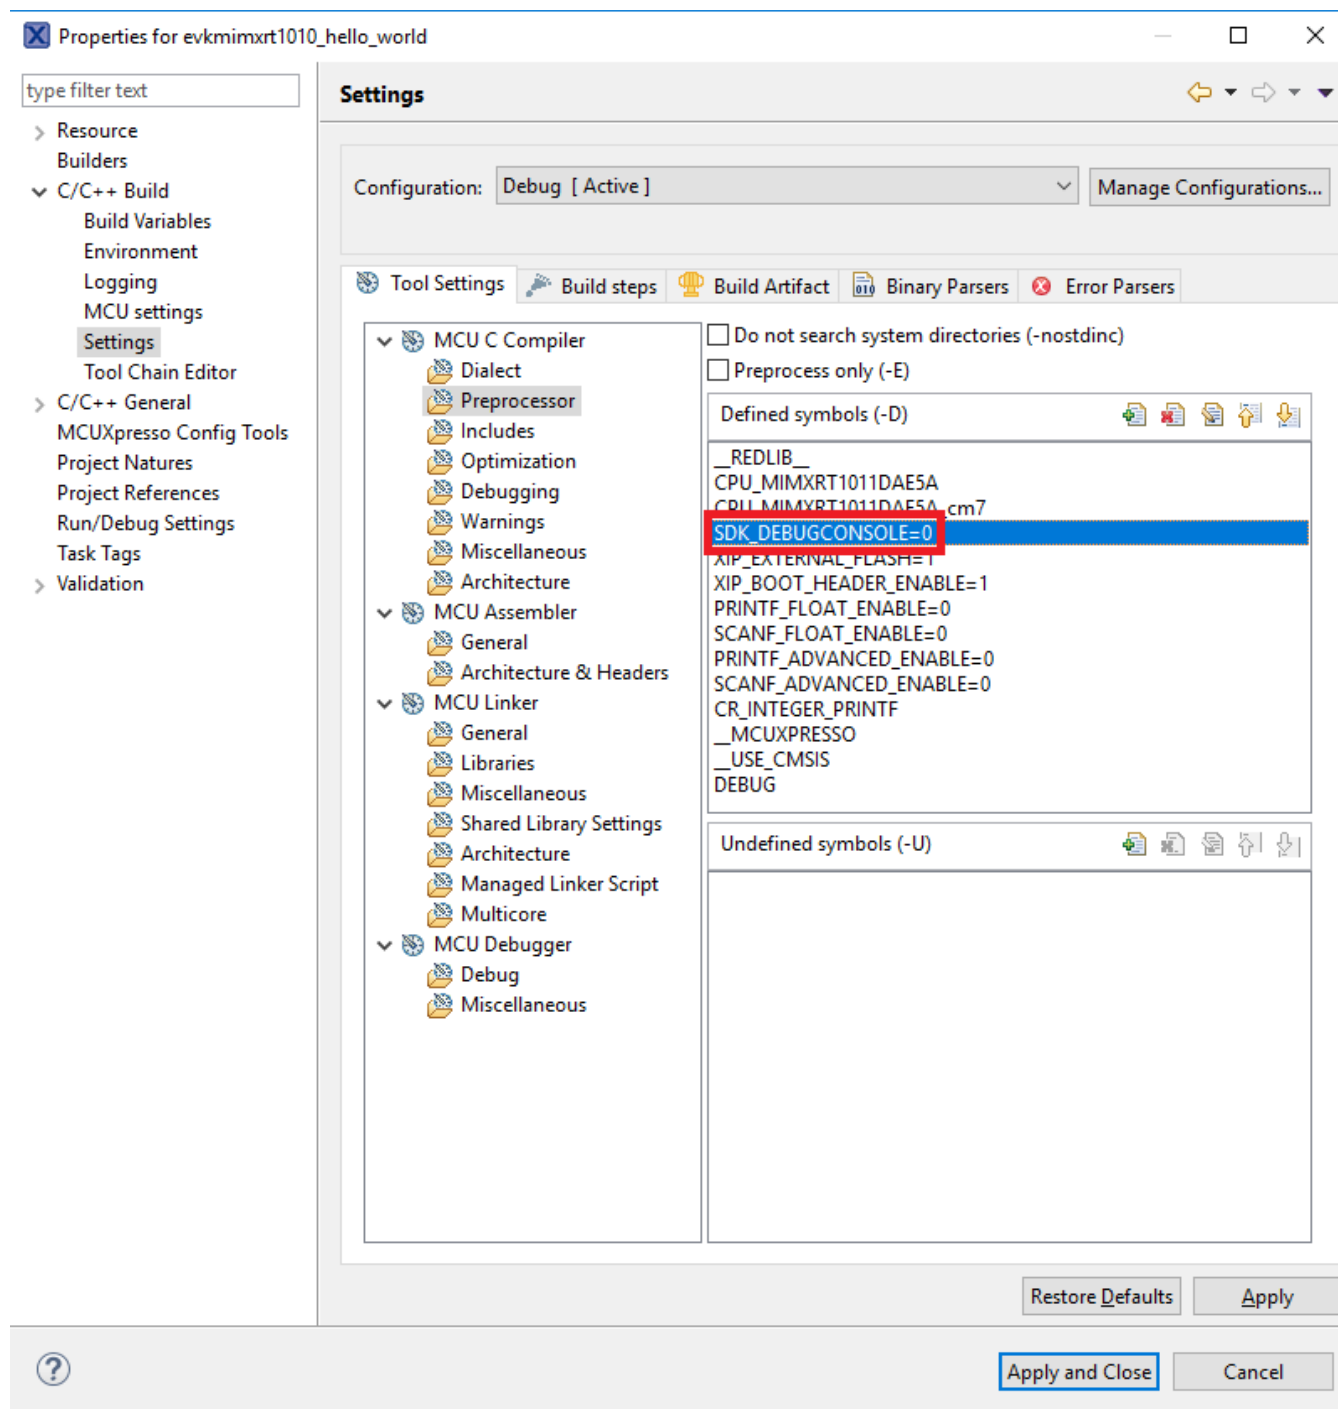 Properties for evkmimxrt1010_hello_world
type filter text
Resource
Builders
C/C++ Build
Build Variables
Environment
Logging
MCU settings
Settings
Tool Chain Editor
C/C++ General
MCUXpresso Config Tools
Project Natures
Project References
Run/Debug Settings
Task Tags
Validation
Settings
Configuration: Debug [ Active ] Manage Configurations...
Tool Settings Build steps Build Artifact Binary Parsers Error Parsers
MCU C Compiler
Dialect
Preprocessor
Includes
Optimization
Debugging
Warnings
Miscellaneous
Architecture
MCU Assembler
General
Architecture & Headers
MCU Linker
General
Libraries
Miscellaneous
Shared Library Settings
Architecture
Managed Linker Script
Multicore
MCU Debugger
Debug
Miscellaneous
Do not search system directories (-nostdinc)
Preprocess only (-E)
Defined symbols (-D)
__REDLIB__
CPU_MIMXRT1011DAE5A
CPU_MIMXRT1011DAE5A_cm7
SDK_DEBUGCONSOLE=0
XIP_EXTERNAL_FLASH=1
XIP_BOOT_HEADER_ENABLE=1
PRINTF_FLOAT_ENABLE=0
SCANF_FLOAT_ENABLE=0
PRINTF_ADVANCED_ENABLE=0
SCANF_ADVANCED_ENABLE=0
CR_INTEGER_PRINTF
__MCUXPRESSO
__USE_CMSIS
DEBUG
Undefined symbols (-U)
Restore Defaults Apply
Apply and Close Cancel